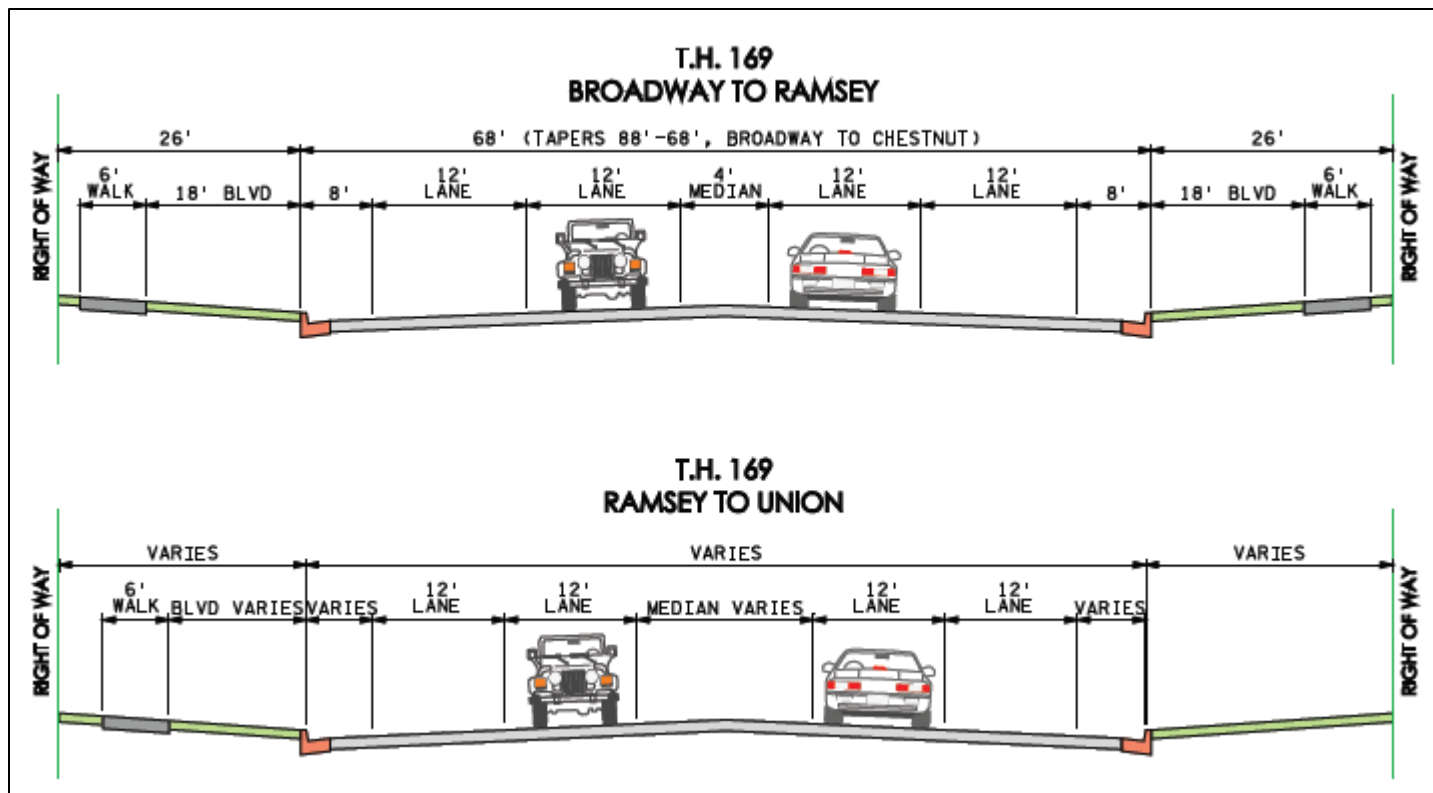 T.H. 169
BROADWAY TO RAMSEY
26' 68' (TAPERS 88'-68', BROADWAY TO CHESTNUT) 26'
6' WALK 18' BLVD 8' 12' LANE 12' LANE 4' MEDIAN 12' LANE 12' LANE 8' 18' BLVD 6' WALK
RIGHT OF WAY
RIGHT OF WAY
T.H. 169
RAMSEY TO UNION
VARIES VARIES VARIES
6' WALK BLVD VARIES VARIES 12' LANE 12' LANE MEDIAN VARIES 12' LANE 12' LANE VARIES
RIGHT OF WAY
RIGHT OF WAY